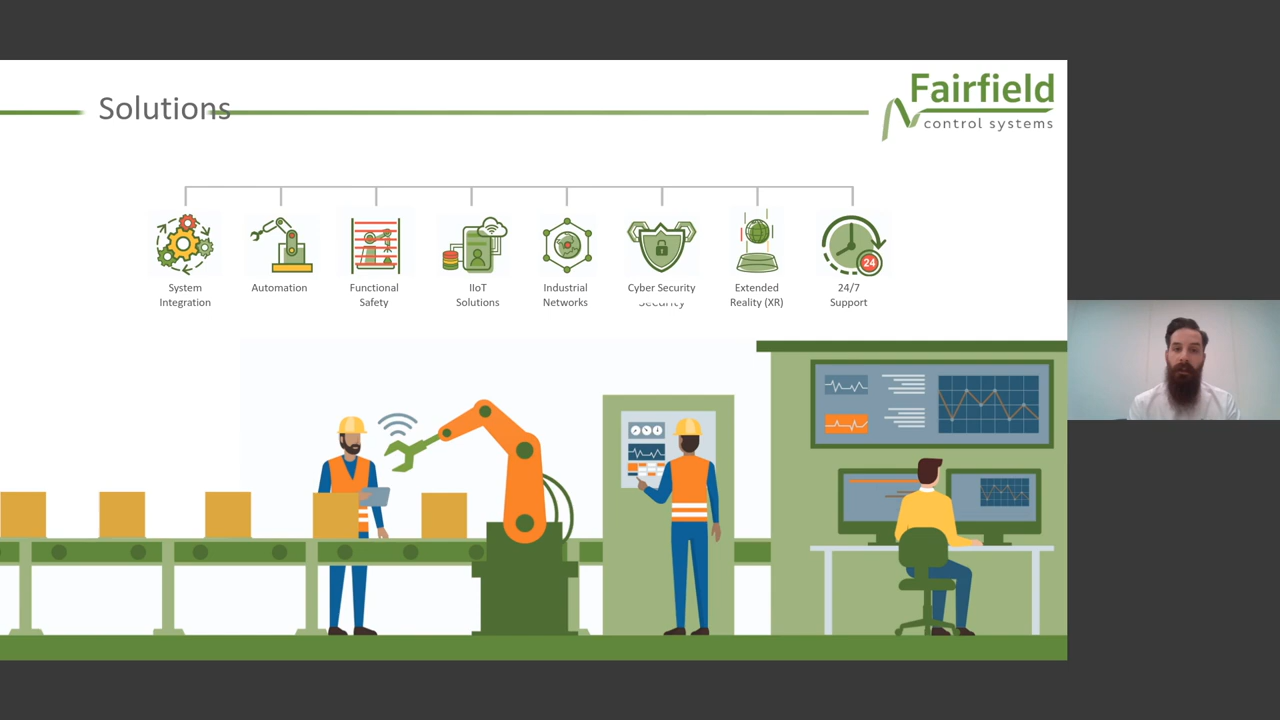 Solutions
Fairfield
control systems
System
Integration
Automation
Functional
Safety
IIoT
Solutions
Industrial
Networks
Cyber Security
Security
Extended
Reality (XR)
24
24/7
Support